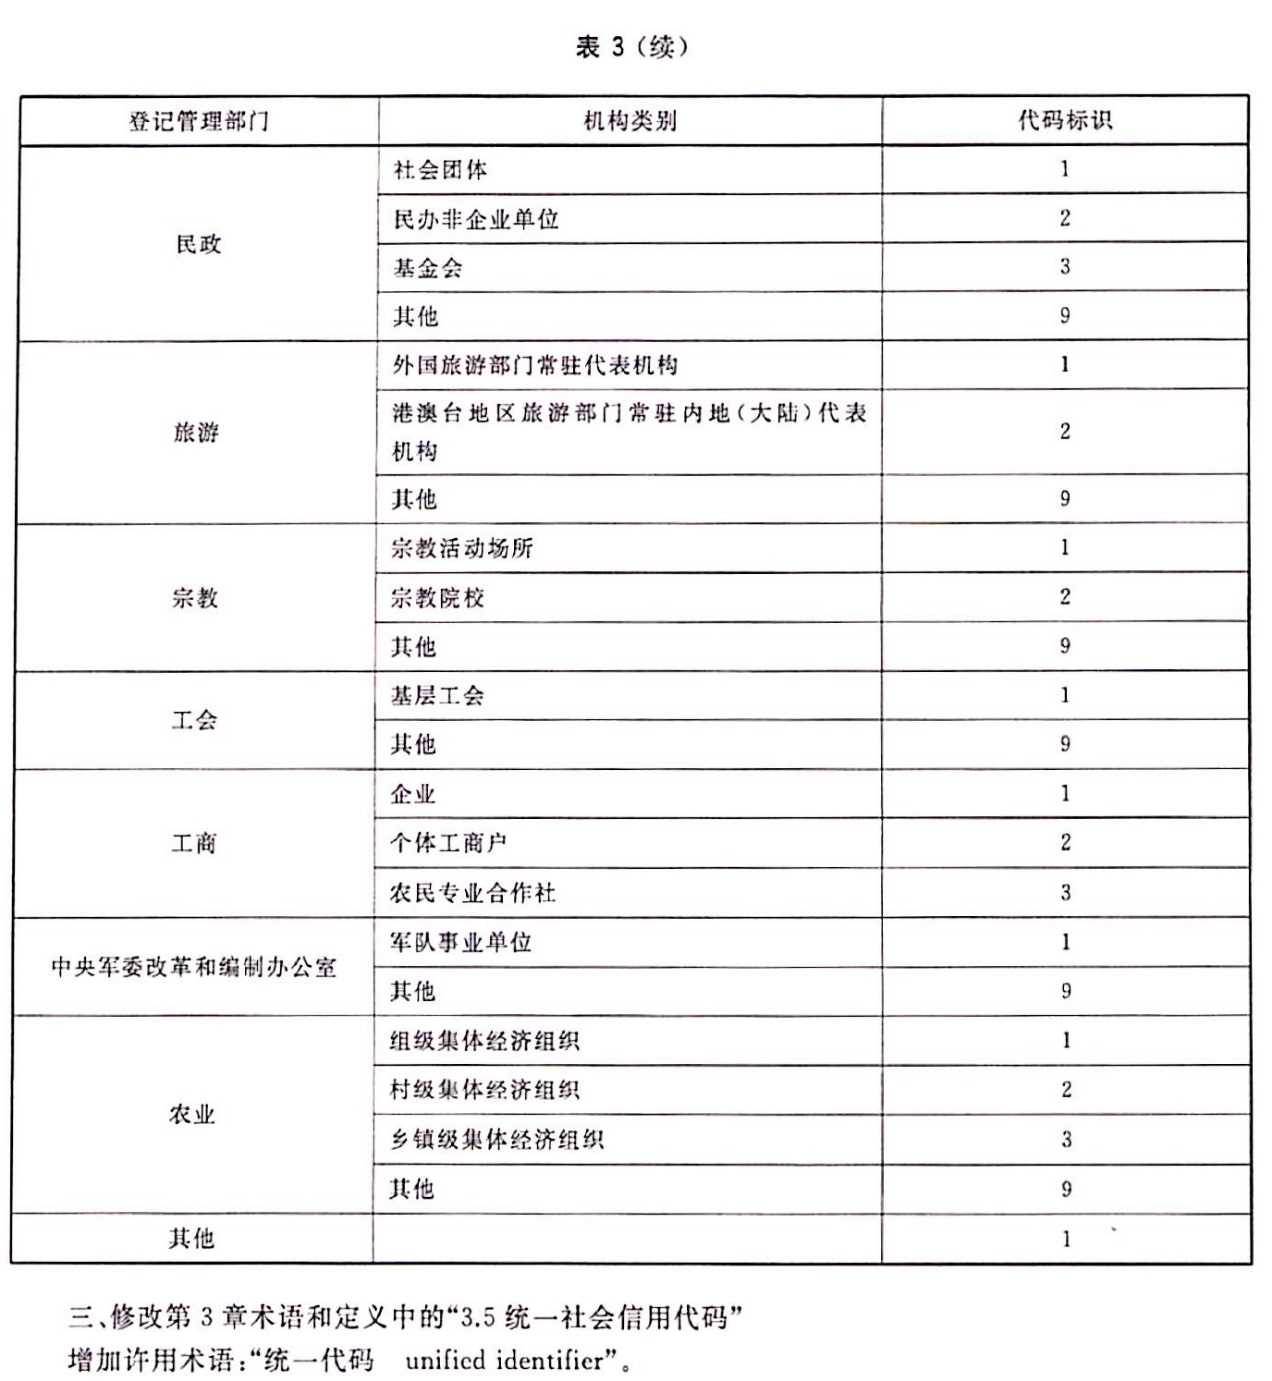 表 3（续）
登记管理部门 机构类别 代码标识
民政
社会团体 1
民办非企业单位 2
基金会 3
其他 9
旅游
外国旅游部门常驻代表机构 1
港澳台地区旅游部门常驻内地（大陆）代表
机构
2
其他 9
宗教
宗教活动场所 1
宗教院校 2
其他 9
工会
基层工会 1
其他 9
工商
企业 1
个体工商户 2
农民专业合作社 3
中央军委改革和编制办公室
军队事业单位 1
其他 9
农业
组级集体经济组织 1
村级集体经济组织 2
乡镇级集体经济组织 3
其他 9
其他 1
三、修改第 3 章术语和定义中的“3.5 统一社会信用代码”
增加许用术语：“统一代码 unified identifier”。